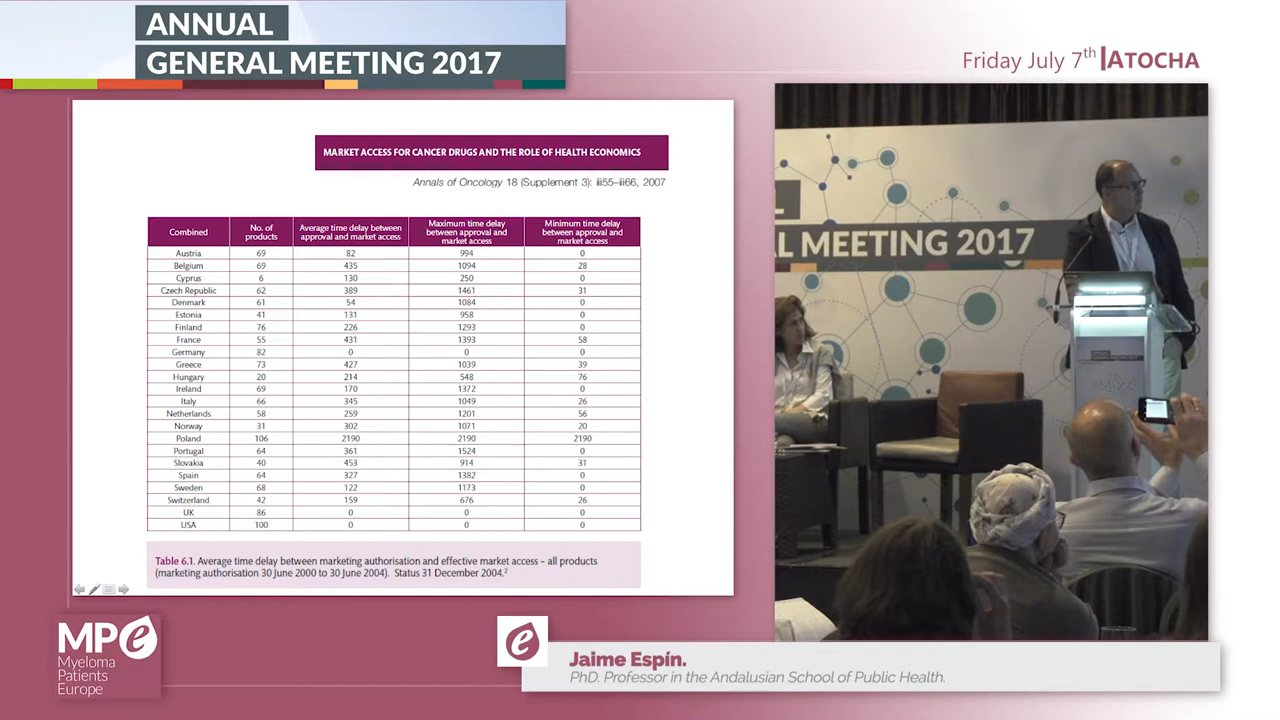 ANNUAL
GENERAL MEETING 2017
Friday July 7th | ATOCHA
MARKET ACCESS FOR CANCER DRUGS AND THE ROLE OF HEALTH ECONOMICS
Annals of Oncology 18 (Supplement 3): iii55–iii66, 2007
Combined No. of products Average time delay between approval and market access Maximum time delay between approval and market access Minimum time delay between approval and market access
Austria 69 82 994 0
Belgium 69 435 1094 28
Cyprus 6 130 250 0
Czech Republic 62 389 1461 31
Denmark 61 54 1084 0
Estonia 41 131 958 0
Finland 76 226 1293 0
France 55 431 1393 58
Germany 82 0 0 0
Greece 73 427 1039 39
Hungary 20 214 548 76
Ireland 69 170 1372 0
Italy 66 345 1049 26
Netherlands 58 259 1201 56
Norway 31 302 1071 20
Poland 106 2190 2190 2190
Portugal 64 361 1524 0
Slovakia 40 453 914 31
Spain 64 327 1382 0
Sweden 68 122 1173 0
Switzerland 42 159 676 26
UK 86 0 0 0
USA 100 0 0 0
Table 6.1. Average time delay between marketing authorisation and effective market access – all products
(marketing authorisation 30 June 2000 to 30 June 2004). Status 31 December 2004.2
L MEETING 2017
MPe
Myeloma
Patients
Europe
e
Jaime Espín.
PhD. Professor in the Andalusian School of Public Health.